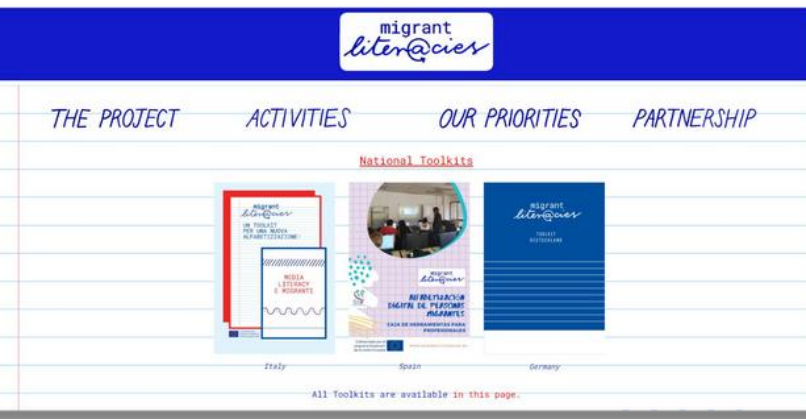 migrant
liter@cies
THE PROJECT ACTIVITIES OUR PRIORITIES PARTNERSHIP
National Toolkits
migrant
liter@cies
UN TOOLKIT
PER UNA NUOVA
ALFABETIZZAZIONE:
MEDIA
LITERACY
E MIGRANTI
migrant
liter@cies
ALFABETIZACIÓN
DIGITAL DE PERSONAS
MIGRANTES
CAJA DE HERRAMIENTAS PARA
PROFESIONALES
migrant
liter@cies
TOOLKIT
DEUTSCHLAND
Italy Spain Germany
All Toolkits are available in this page.